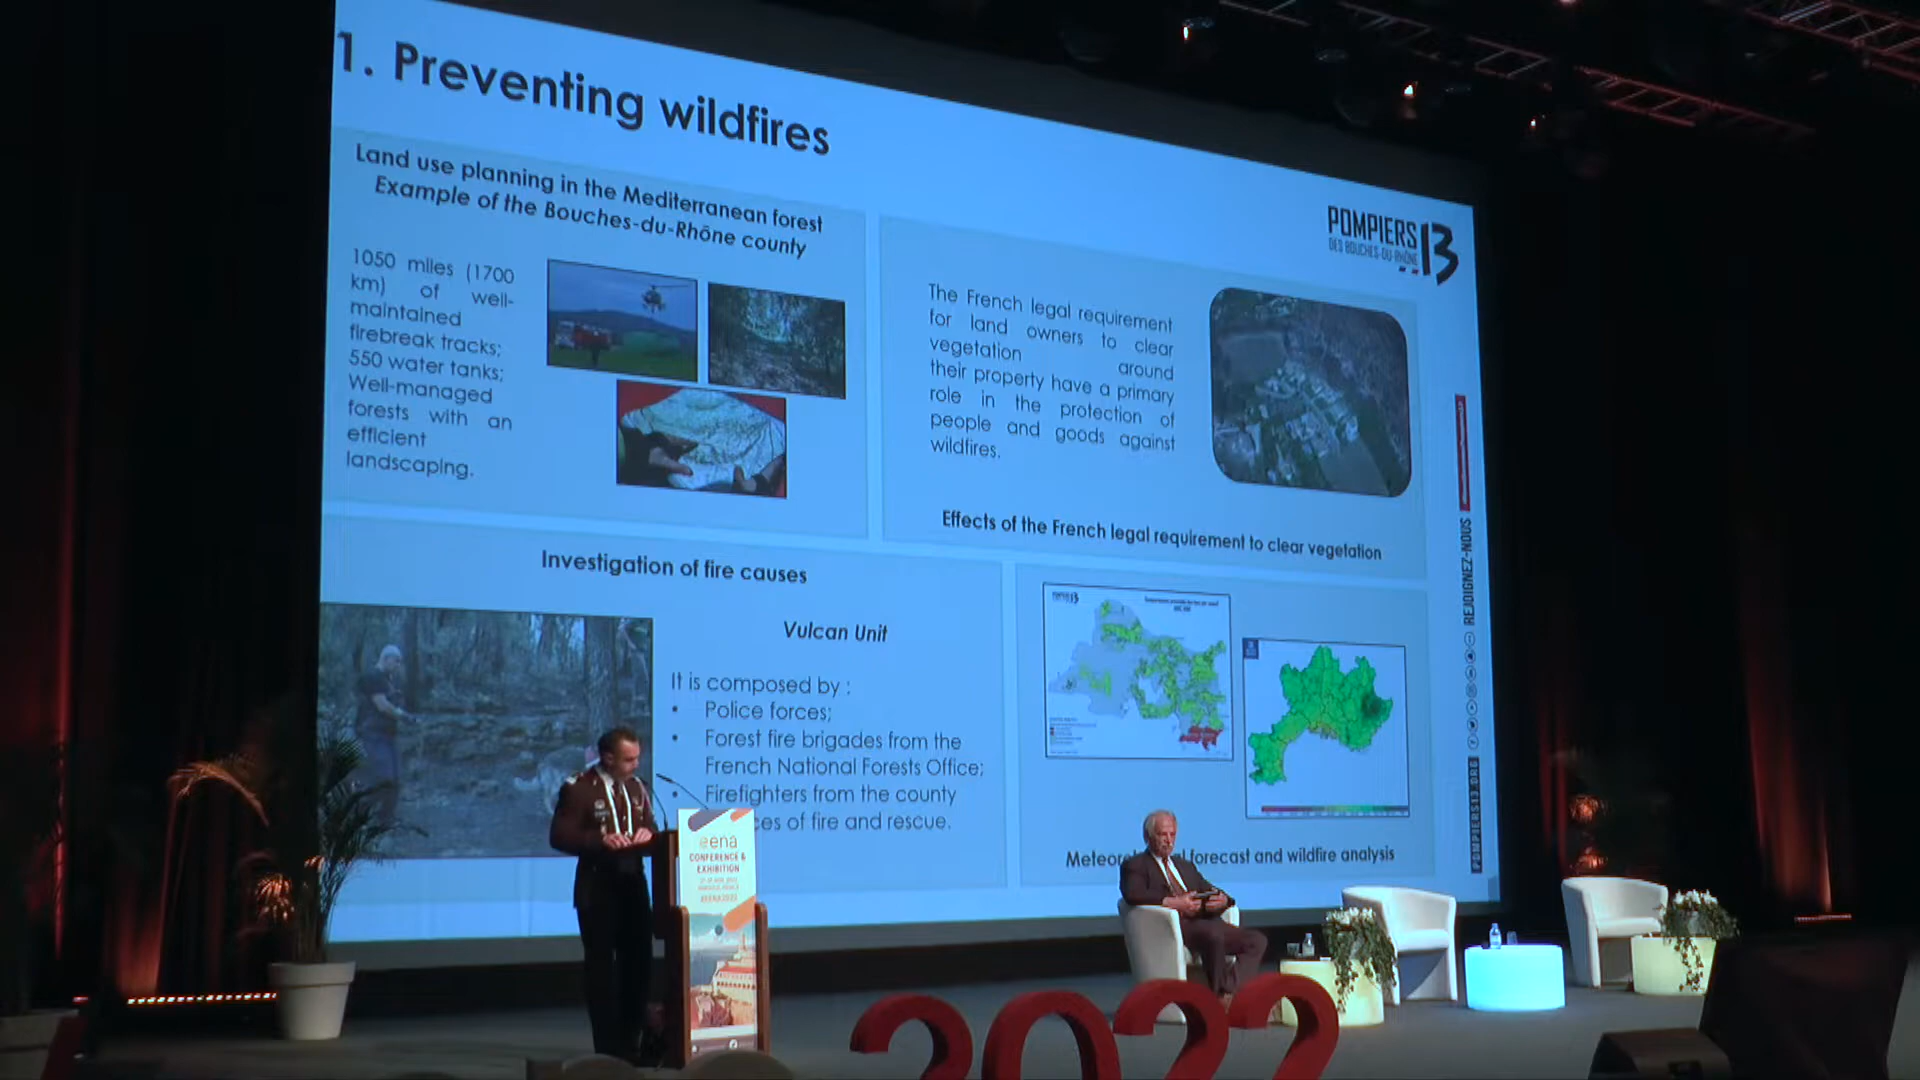 1. Preventing wildfires
Land use planning in the Mediterranean forest
Example of the Bouches-du-Rhône county
1050 miles (1700
km) of well-
maintained
firebreak tracks;
550 water tanks;
Well-managed
forests with an
efficient
landscaping.
POMPIERS 13
DES BOUCHES-DU-RHÔNE
The French legal requirement
for land owners to clear
vegetation around
their property have a primary
role in the protection of
people and goods against
wildfires.
Effects of the French legal requirement to clear vegetation
Investigation of fire causes
Vulcan Unit
It is composed by :
• Police forces;
• Forest fire brigades from the
French National Forests Office;
• Firefighters from the county
of fire and rescue.
forecast and wildfire analysis
REJOIGNEZ-NOUS
POMPIERS13.ORG
eena
CONFERENCE &
EXHIBITION
2022